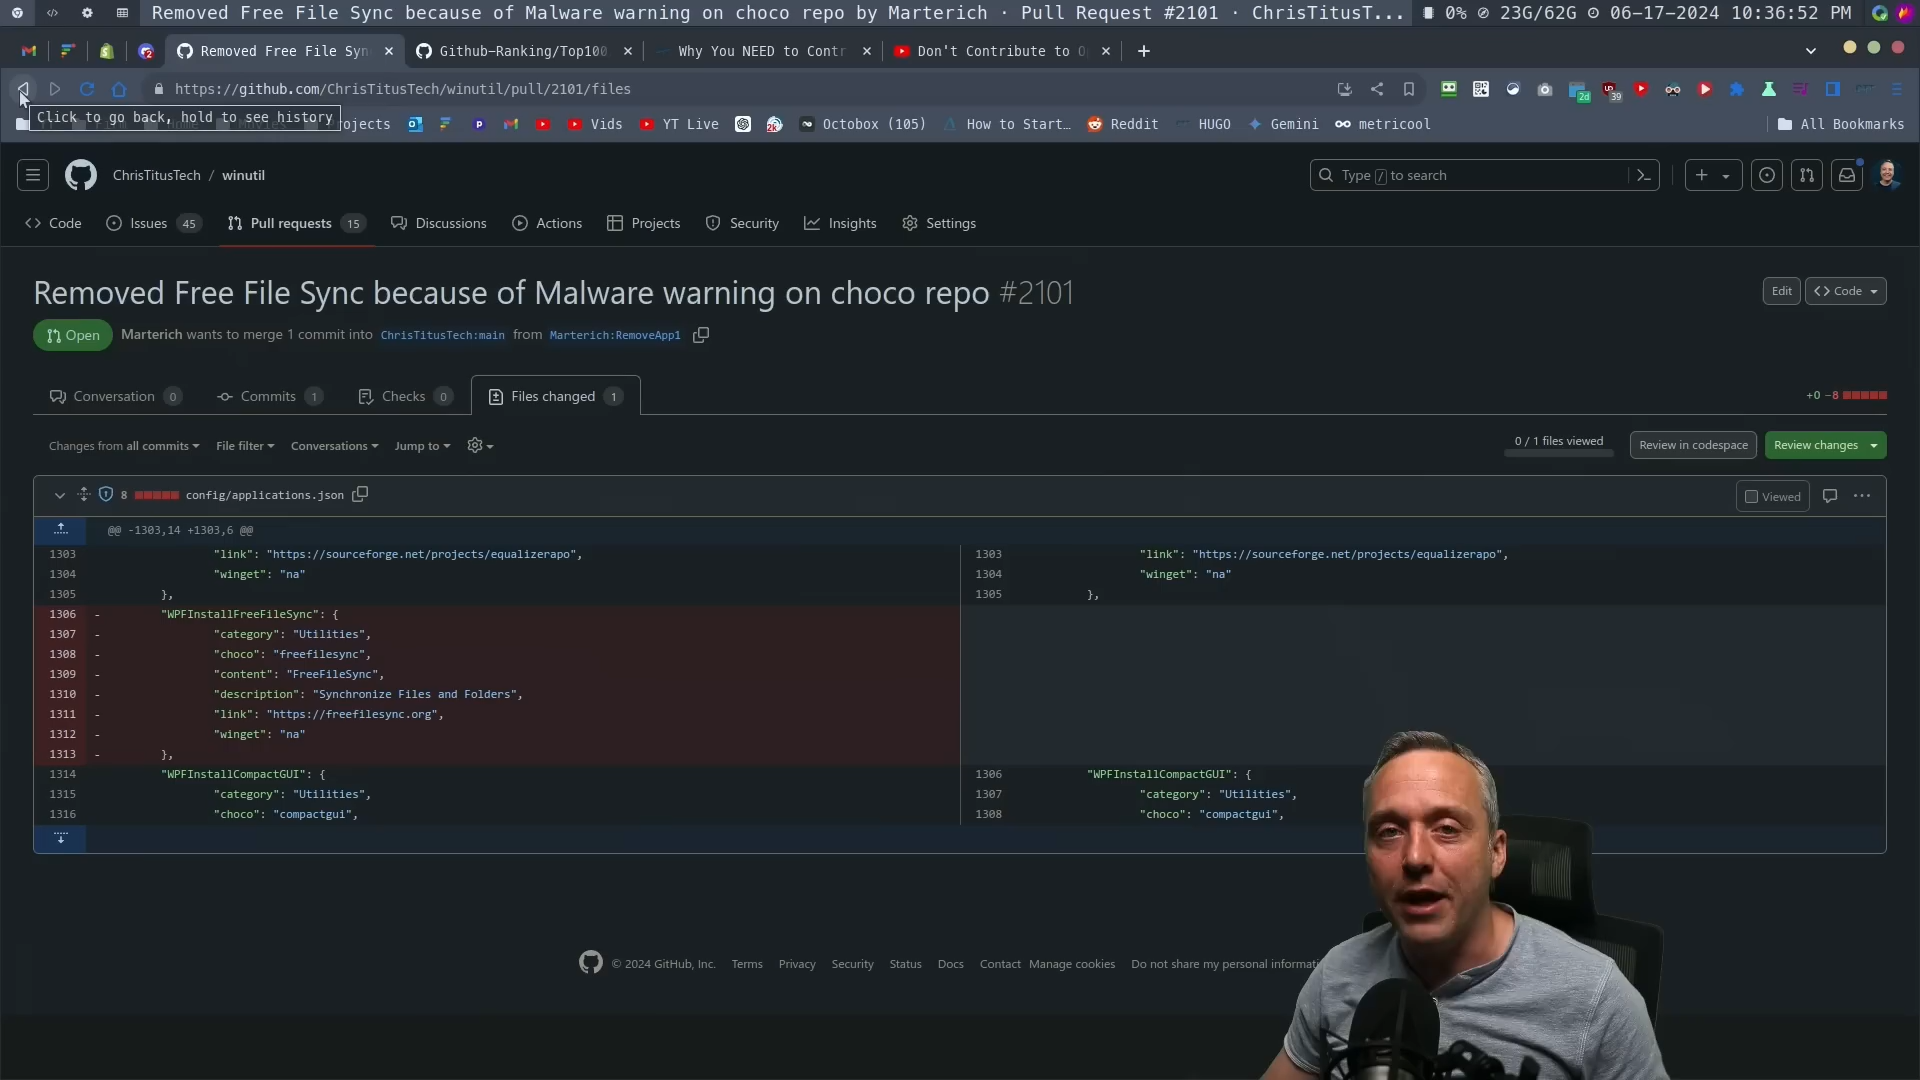 Removed Free File Sync because of Malware warning on choco repo by Marterich · Pull Request #2101 · ChrisTitusT...
0%
23G/62G
06-17-2024 10:36:52 PM
Removed Free File Syn
Github-Ranking/Top100
Why You NEED to Contr
Don't Contribute to O
https://github.com/ChrisTitusTech/winutil/pull/2101/files
2d
39
Click to go back, hold to see history
rojects
Vids
YT Live
Octobox (105)
How to Start…
Reddit
HUGO
Gemini
metricool
All Bookmarks
ChrisTitusTech / winutil
Type / to search
Code
Issues 45
Pull requests 15
Discussions
Actions
Projects
Security
Insights
Settings
Removed Free File Sync because of Malware warning on choco repo #2101
Edit
Code
Open
Marterich wants to merge 1 commit into ChrisTitusTech:main from Marterich:RemoveApp1
Conversation 0
Commits 1
Checks 0
Files changed 1
+0 −8
Changes from all commits
File filter
Conversations
Jump to
0 / 1 files viewed
Review in codespace
Review changes
8 config/applications.json
Viewed
@@ -1303,14 +1303,6 @@
1303 "link": "https://sourceforge.net/projects/equalizerapo",
1304 "winget": "na"
1305 },
1306 - "WPFInstallFreeFileSync": {
1307 - "category": "Utilities",
1308 - "choco": "freefilesync",
1309 - "content": "FreeFileSync",
1310 - "description": "Synchronize Files and Folders",
1311 - "link": "https://freefilesync.org",
1312 - "winget": "na"
1313 - },
1314 "WPFInstallCompactGUI": {
1315 "category": "Utilities",
1316 "choco": "compactgui",
1303 "link": "https://sourceforge.net/projects/equalizerapo",
1304 "winget": "na"
1305 },
1306 "WPFInstallCompactGUI": {
1307 "category": "Utilities",
1308 "choco": "compactgui",
© 2024 GitHub, Inc.
Terms
Privacy
Security
Status
Docs
Contact
Manage cookies
Do not share my personal informati